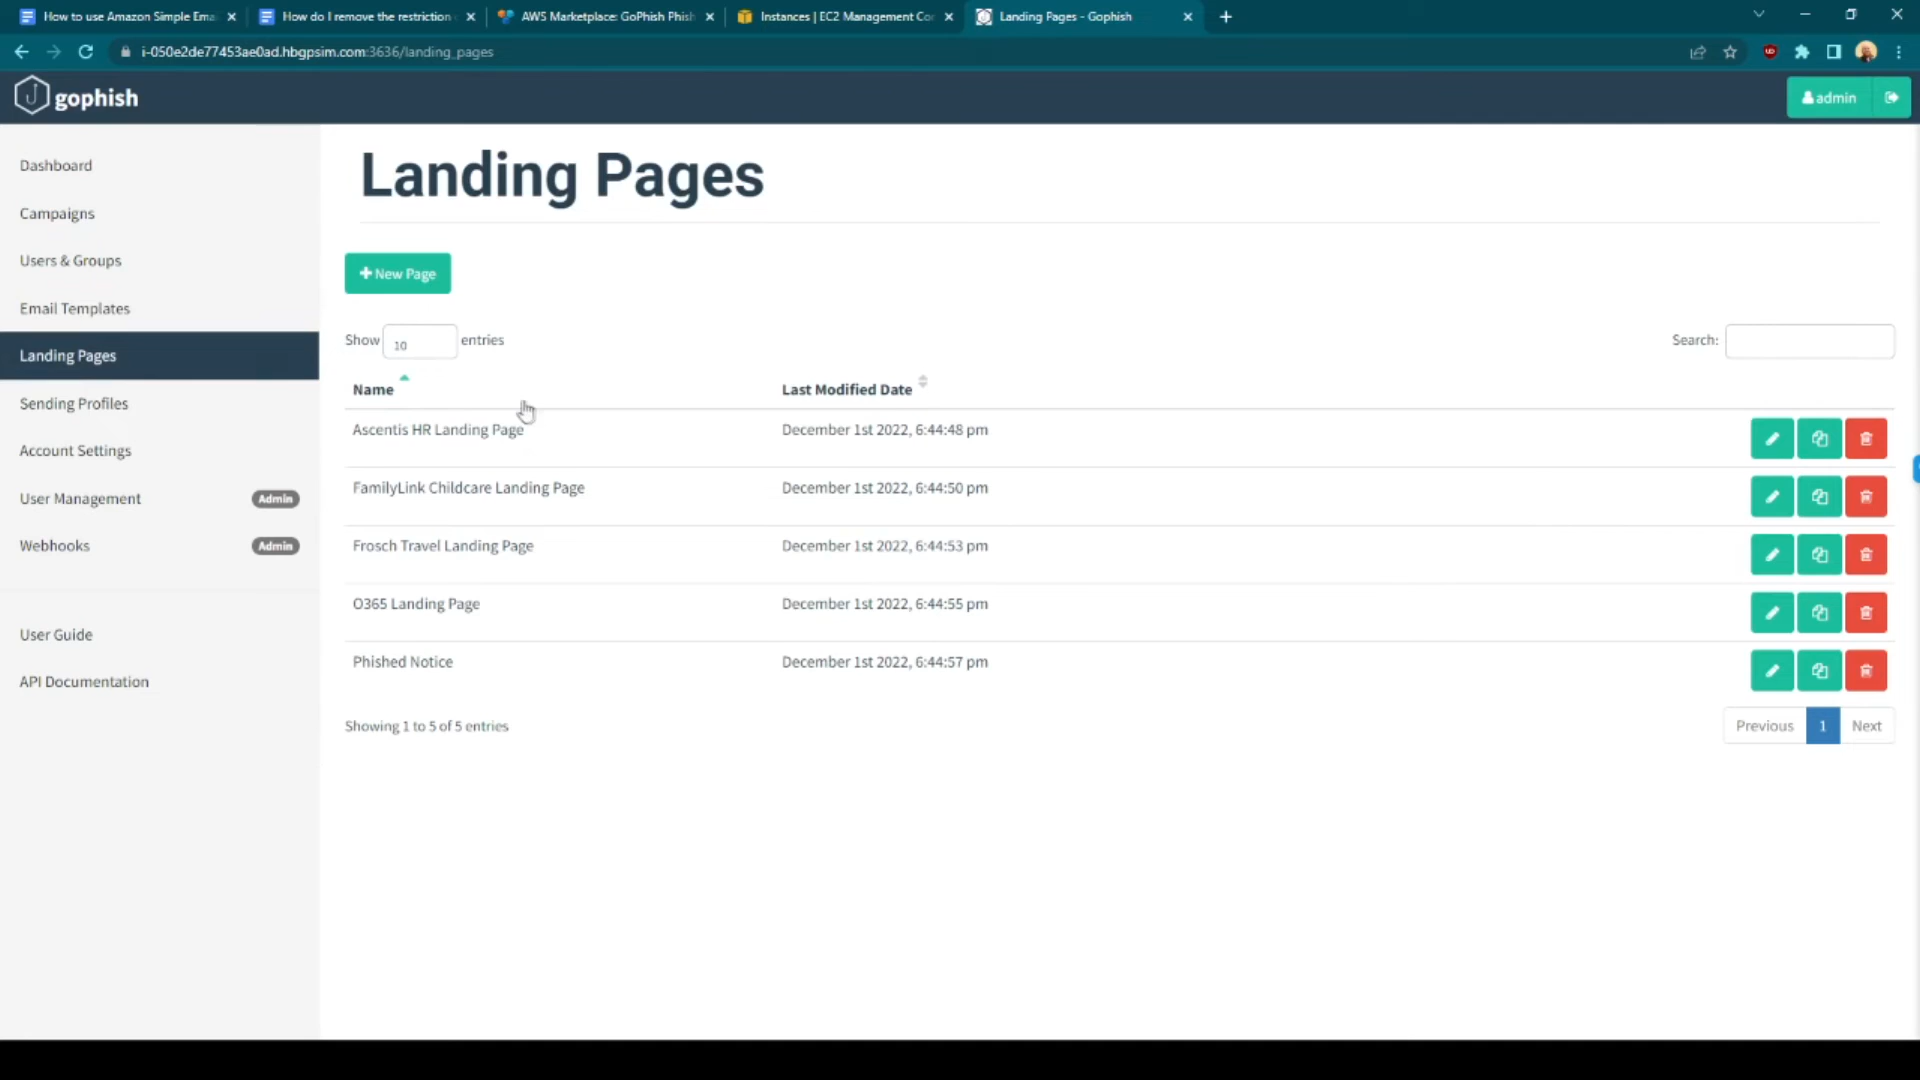 How to use Amazon Simple Ema
How do I remove the restriction
AWS Marketplace: GoPhish Phish
Instances | EC2 Management Co
Landing Pages - Gophish
i-050e2de77453ae0ad.hbgpsim.com:3636/landing_pages
gophish
admin
Dashboard
Campaigns
Users & Groups
Email Templates
Landing Pages
Sending Profiles
Account Settings
User Management Admin
Webhooks Admin
User Guide
API Documentation
Landing Pages
New Page
Show 10 entries
Search:
Name Last Modified Date
Ascentis HR Landing Page December 1st 2022, 6:44:48 pm
FamilyLink Childcare Landing Page December 1st 2022, 6:44:50 pm
Frosch Travel Landing Page December 1st 2022, 6:44:53 pm
O365 Landing Page December 1st 2022, 6:44:55 pm
Phished Notice December 1st 2022, 6:44:57 pm
Showing 1 to 5 of 5 entries
Previous 1 Next